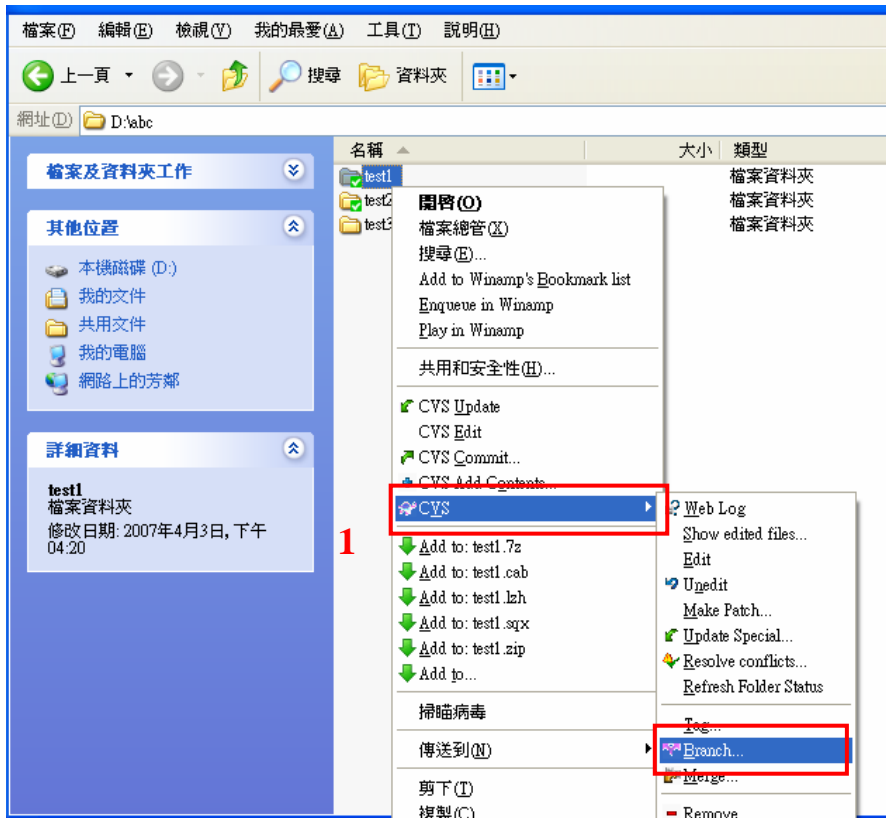 檔案(F) 編輯(E) 檢視(V) 我的最愛(A) 工具(T) 說明(H)
上一頁 搜尋 資料夾
網址(D) D:\abc
檔案及資料夾工作
其他位置
本機磁碟 (D:)
我的文件
共用文件
我的電腦
網路上的芳鄰
詳細資料
test1
檔案資料夾
修改日期: 2007年4月3日, 下午
04:20
名稱 大小 類型
test1 檔案資料夾
test2 檔案資料夾
test3 檔案資料夾
開啓(O)
檔案總管(X)
搜尋(E)...
Add to Winamp's Bookmark list
Enqueue in Winamp
Play in Winamp
共用和安全性(H)...
CVS Update
CVS Edit
CVS Commit...
CVS Add Contents...
CVS
1
Add to: test1.7z
Add to: test1.cab
Add to: test1.lzh
Add to: test1.sqx
Add to: test1.zip
Add to...
掃瞄病毒
傳送到(N)
剪下(T)
複製(C)
Web Log
Show edited files...
Edit
Unedit
Make Patch...
Update Special...
Resolve conflicts...
Refresh Folder Status
Tag...
Branch...
Merge...
Remove